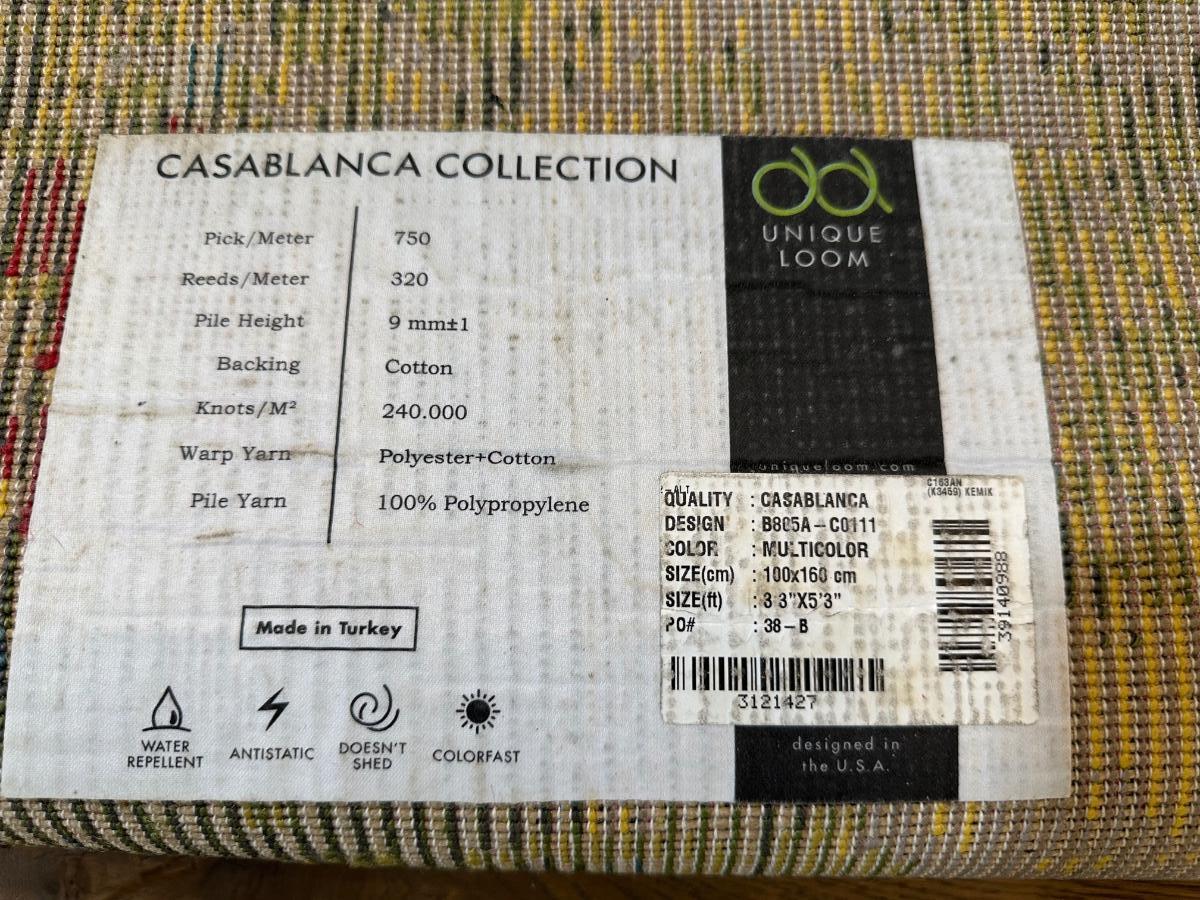 CASABLANCA COLLECTION
Pick/Meter 750
Reeds/Meter 320
Pile Height 9 mm±1
Backing Cotton
Knots/M² 240.000
Warp Yarn Polyester+Cotton
Pile Yarn 100% Polypropylene
Made in Turkey
WATER REPELLENT
ANTISTATIC
DOESN'T SHED
COLORFAST
UNIQUE
LOOM
uniqueloom.com
C163AN
(K3459) KEMIK
QUALITY : CASABLANCA
DESIGN : B805A-C0111
COLOR : MULTICOLOR
SIZE(cm) : 100x160 cm
SIZE(ft) : 3'3"X5'3"
PO# : 38-B
39140988
3121427
designed in
the U.S.A.